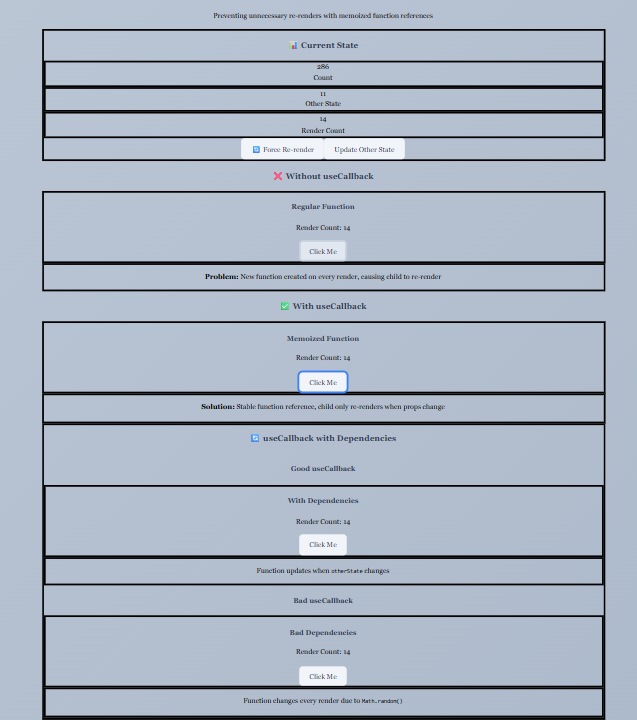 Preventing unnecessary re-renders with memoized function references
📊 Current State
286
Count
11
Other State
14
Render Count
🔄 Force Re-render
Update Other State
❌ Without useCallback
Regular Function
Render Count: 14
Click Me
Problem: New function created on every render, causing child to re-render
✅ With useCallback
Memoized Function
Render Count: 14
Click Me
Solution: Stable function reference, child only re-renders when props change
🔄 useCallback with Dependencies
Good useCallback
With Dependencies
Render Count: 14
Click Me
Function updates when otherState changes
Bad useCallback
Bad Dependencies
Render Count: 14
Click Me
Function changes every render due to Math.random()